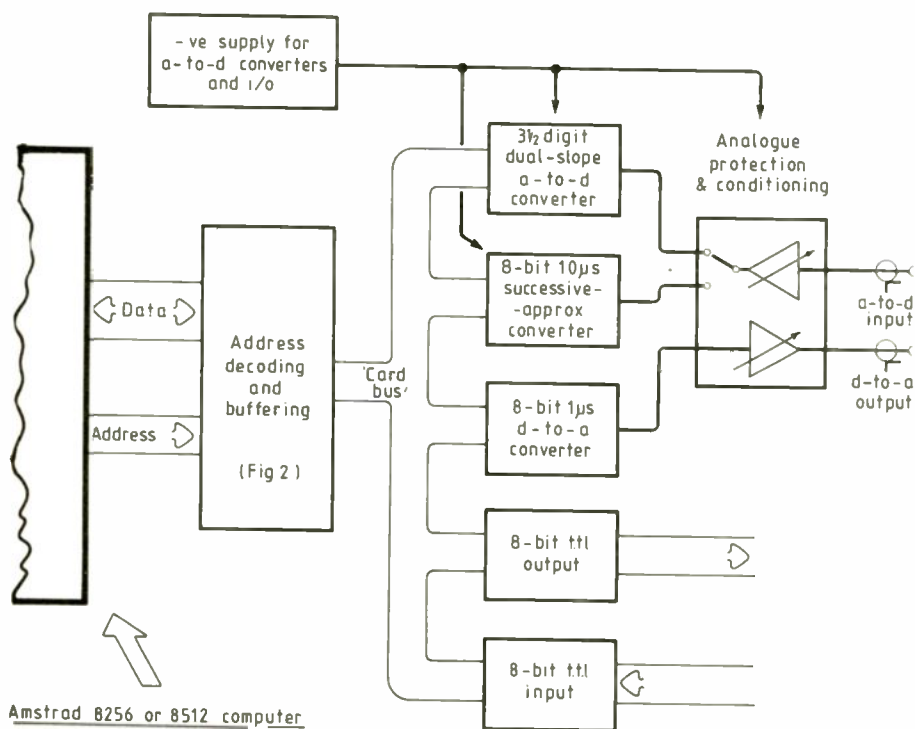 -ve supply for
a-to-d converters
and i/o
3½ digit
dual-slope
a-to-d
converter
Analogue
protection
& conditioning
8-bit 10µs
successive-
-approx
converter
a-to-d
input
Data
Address
decoding
and
buffering
(Fig 2)
'Card
bus'
Address
8-bit 1µs
d-to-a
converter
d-to-a
output
8-bit t.t.l
output
8-bit t.t.l
input
Amstrad 8256 or 8512 computer